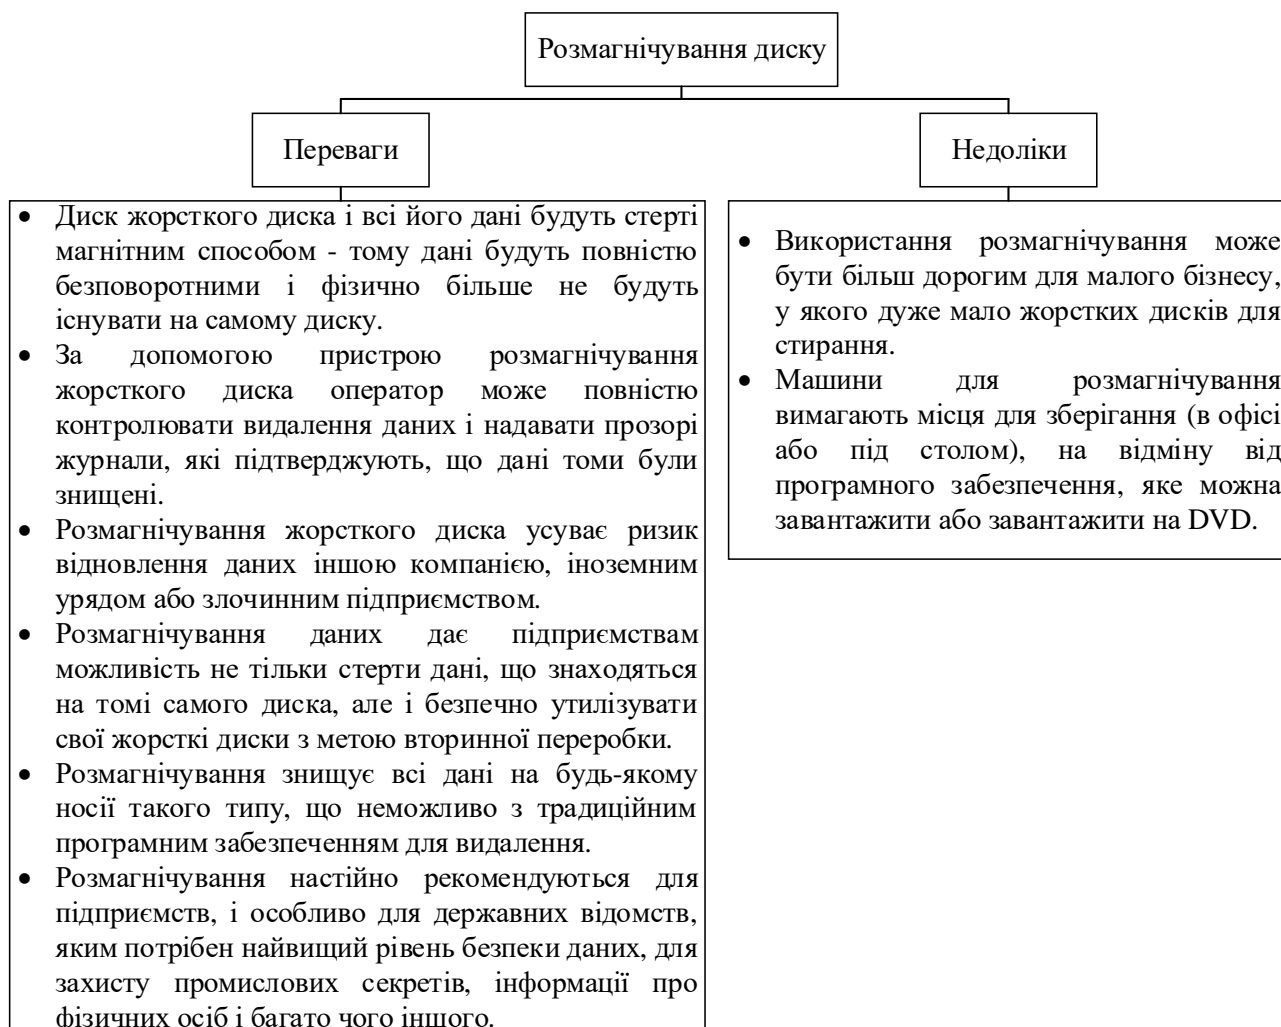 Розмагнічування диску
Переваги
Недоліки
• Диск жорсткого диска і всі його дані будуть стерті
магнітним способом - тому дані будуть повністю
безповоротними і фізично більше не будуть
існувати на самому диску.
• За допомогою пристрою розмагнічування
жорсткого диска оператор може повністю
контролювати видалення даних і надавати прозорі
журнали, які підтверджують, що дані томи були
знищені.
• Розмагнічування жорсткого диска усуває ризик
відновлення даних іншою компанією, іноземним
урядом або злочинним підприємством.
• Розмагнічування даних дає підприємствам
можливість не тільки стерти дані, що знаходяться
на томі самого диска, але і безпечно утилізувати
свої жорсткі диски з метою вторинної переробки.
• Розмагнічування знищує всі дані на будь-якому
носії такого типу, що неможливо з традиційним
програмним забезпеченням для видалення.
• Розмагнічування настійно рекомендуються для
підприємств, і особливо для державних відомств,
яким потрібен найвищий рівень безпеки даних, для
захисту промислових секретів, інформації про
фізичних осіб і багато чого іншого.
• Використання розмагнічування може
бути більш дорогим для малого бізнесу,
у якого дуже мало жорстких дисків для
стирання.
• Машини для розмагнічування
вимагають місця для зберігання (в офісі
або під столом), на відміну від
програмного забезпечення, яке можна
завантажити або завантажити на DVD.